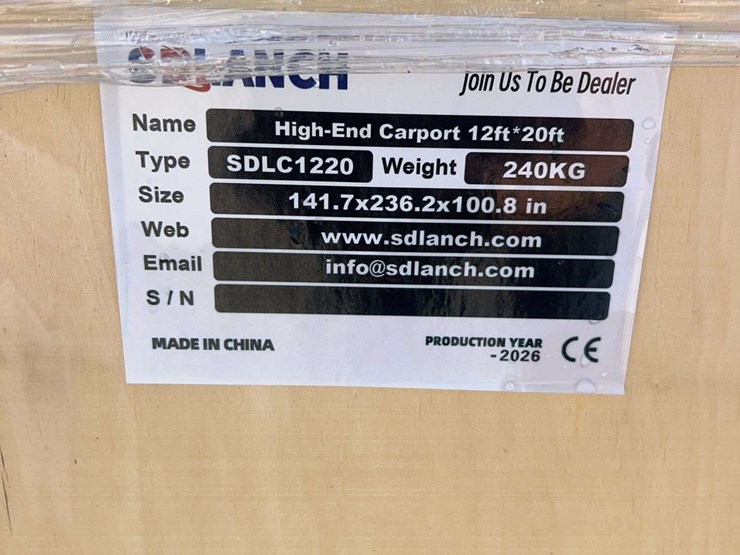 SDLANCH
Join Us To Be Dealer
Name High-End Carport 12ft*20ft
Type SDLC1220 Weight 240KG
Size 141.7x236.2x100.8 in
Web www.sdlanch.com
Email info@sdlanch.com
S / N
MADE IN CHINA
PRODUCTION YEAR
- 2026
CE